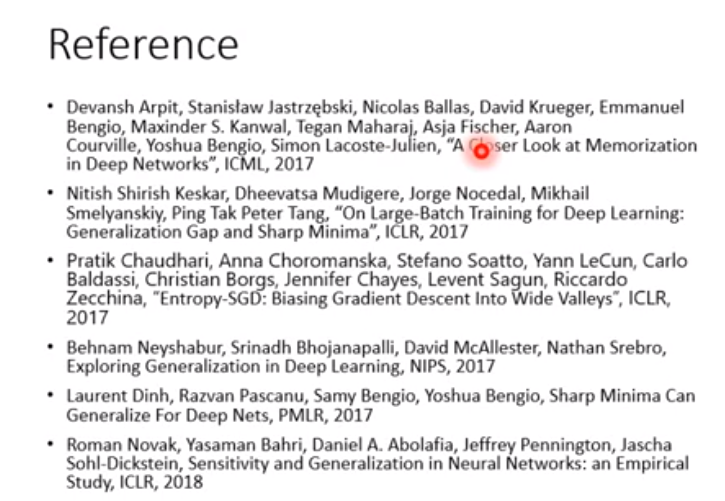 Reference
• Devansh Arpit, Stanisław Jastrzębski, Nicolas Ballas, David Krueger, Emmanuel
Bengio, Maxinder S. Kanwal, Tegan Maharaj, Asja Fischer, Aaron
Courville, Yoshua Bengio, Simon Lacoste-Julien, “A Closer Look at Memorization
in Deep Networks”, ICML, 2017
• Nitish Shirish Keskar, Dheevatsa Mudigere, Jorge Nocedal, Mikhail
Smelyanskiy, Ping Tak Peter Tang, “On Large-Batch Training for Deep Learning:
Generalization Gap and Sharp Minima”, ICLR, 2017
• Pratik Chaudhari, Anna Choromanska, Stefano Soatto, Yann LeCun, Carlo
Baldassi, Christian Borgs, Jennifer Chayes, Levent Sagun, Riccardo
Zecchina, “Entropy-SGD: Biasing Gradient Descent Into Wide Valleys”, ICLR,
2017
• Behnam Neyshabur, Srinadh Bhojanapalli, David McAllester, Nathan Srebro,
Exploring Generalization in Deep Learning, NIPS, 2017
• Laurent Dinh, Razvan Pascanu, Samy Bengio, Yoshua Bengio, Sharp Minima Can
Generalize For Deep Nets, PMLR, 2017
• Roman Novak, Yasaman Bahri, Daniel A. Abolafia, Jeffrey Pennington, Jascha
Sohl-Dickstein, Sensitivity and Generalization in Neural Networks: an Empirical
Study, ICLR, 2018